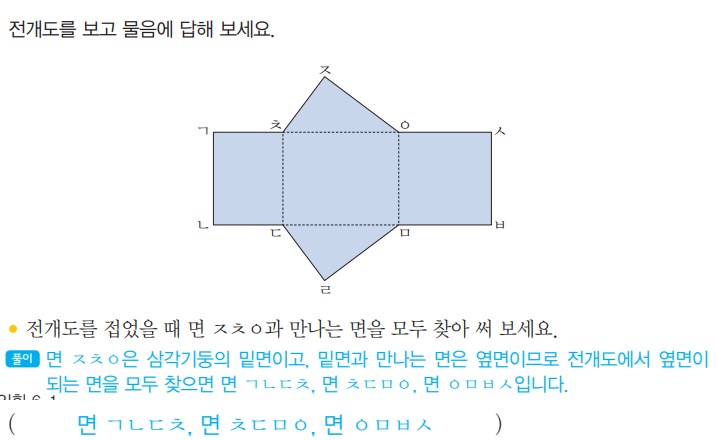 전개도를 보고 물음에 답해 보세요.
ㅈ
ㄱ ㅊ ㅇ ㅅ
ㄴ ㄷ ㅁ ㅂ
ㄹ
전개도를 접었을 때 면 ㅈㅊㅇ과 만나는 면을 모두 찾아 써 보세요.
풀이 면 ㅈㅊㅇ은 삼각기둥의 밑면이고, 밑면과 만나는 면은 옆면이므로 전개도에서 옆면이
되는 면을 모두 찾으면 면 ㄱㄴㄷㅊ, 면 ㅊㄷㅁㅇ, 면 ㅇㅁㅂㅅ입니다.
( 면 ㄱㄴㄷㅊ, 면 ㅊㄷㅁㅇ, 면 ㅇㅁㅂㅅ )